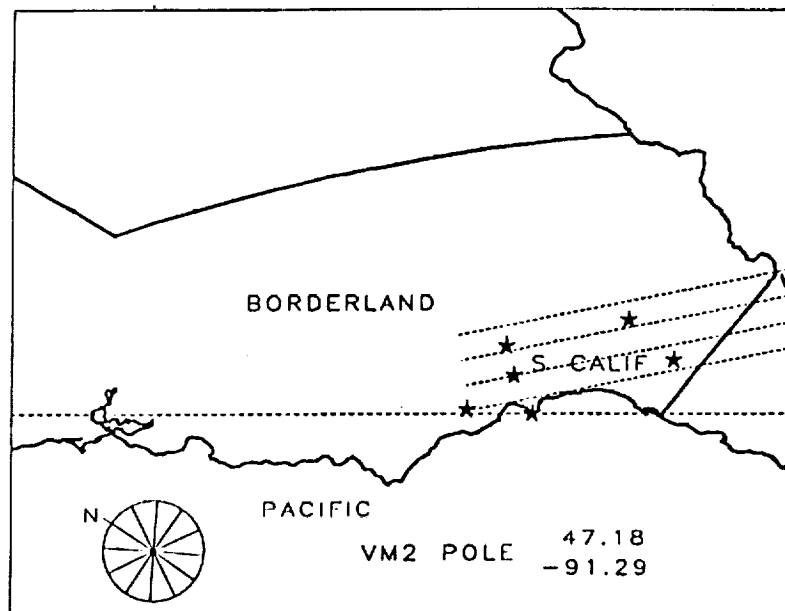 BORDERLAND
S. CALIF
N
PACIFIC
VM2 POLE 47.18
-91.29